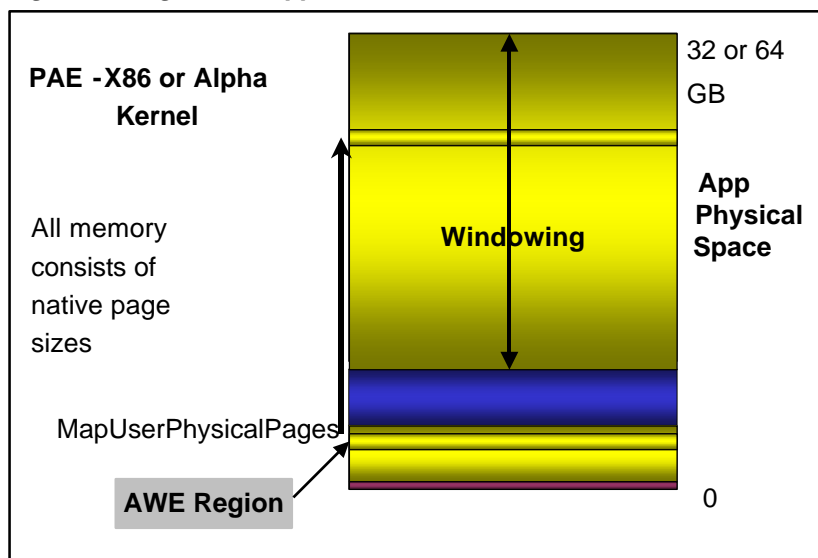 PAE -X86 or Alpha
Kernel
32 or 64
GB
All memory
consists of
native page
sizes
Windowing
App
Physical
Space
MapUserPhysicalPages
AWE Region
0